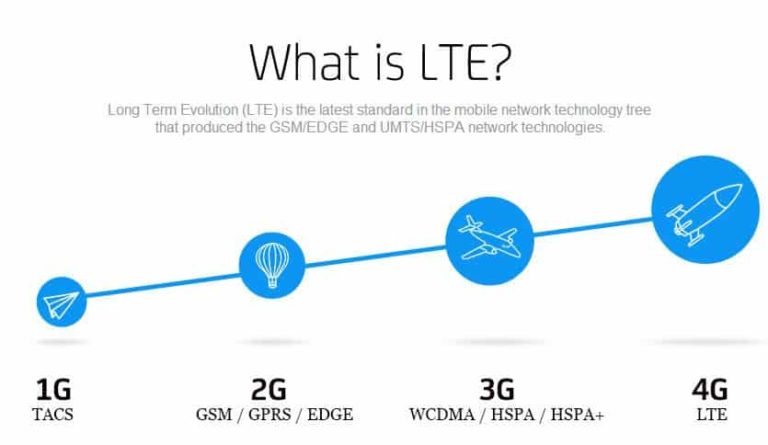 What is LTE?
Long Term Evolution (LTE) is the latest standard in the mobile network technology tree
that produced the GSM/EDGE and UMTS/HSPA network technologies.
1G 2G 3G 4G
TACS GSM / GPRS / EDGE WCDMA / HSPA / HSPA+ LTE